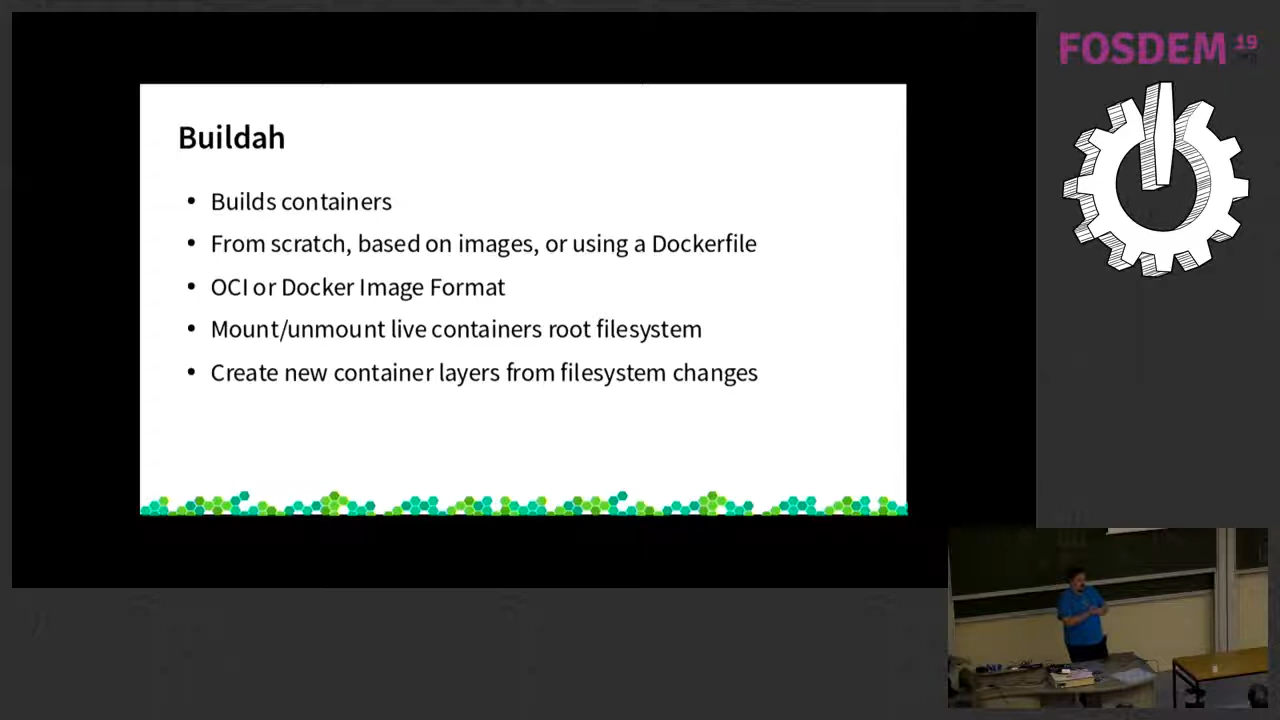 FOSDEM 19
Buildah
• Builds containers
• From scratch, based on images, or using a Dockerfile
• OCI or Docker Image Format
• Mount/unmount live containers root filesystem
• Create new container layers from filesystem changes